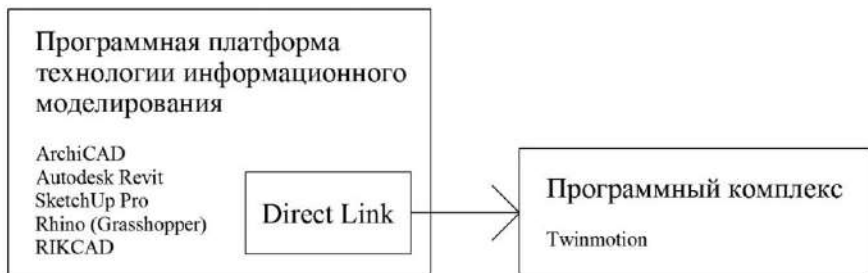 Программная платформа
технологии информационного
моделирования
ArchiCAD
Autodesk Revit
SketchUp Pro
Rhino (Grasshopper)
RIKCAD
Direct Link
Программный комплекс
Twinmotion